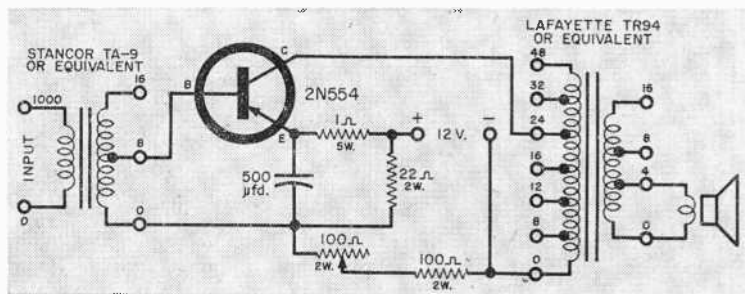 STANCOR TA-9
OR EQUIVALENT
LAFAYETTE TR94
OR EQUIVALENT
INPUT
1000
0
16
8
0
B
C
E
2N554
1Ω
5W.
+
12 V.
-
500
µfd.
22Ω
2W.
100Ω
2W.
100Ω
2W.
48
32
24
16
12
8
0
16
8
4
0